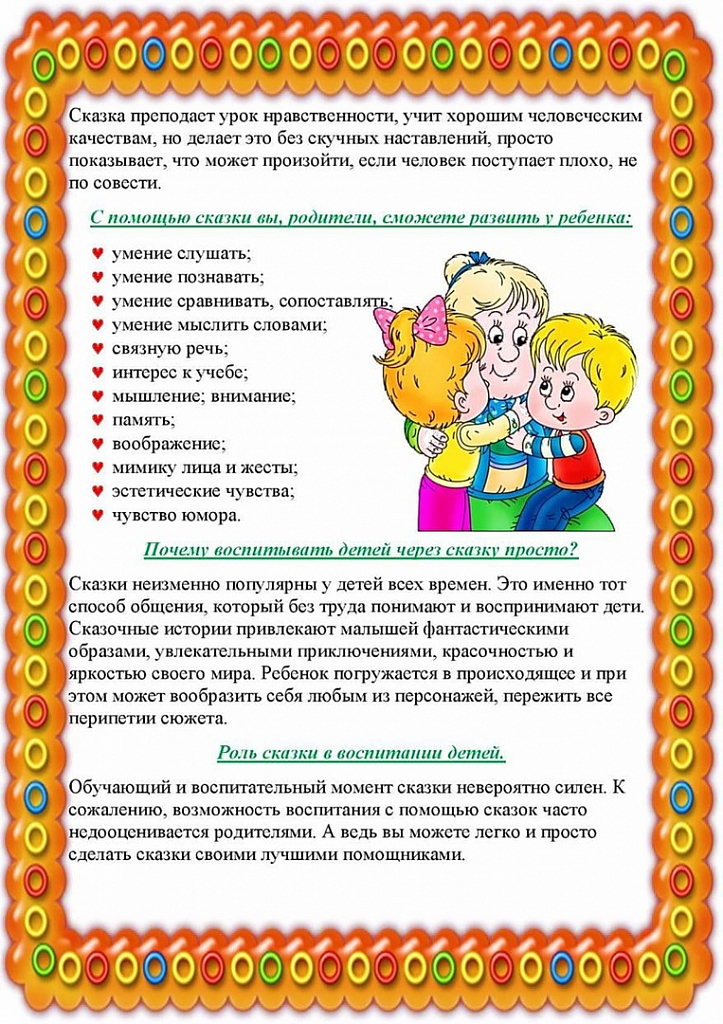 Сказка преподает урок нравственности, учит хорошим человеческим
качествам, но делает это без скучных наставлений, просто
показывает, что может произойти, если человек поступает плохо, не
по совести.
С помощью сказки вы, родители, сможете развить у ребенка:
умение слушать;
умение познавать;
умение сравнивать, сопоставлять;
умение мыслить словами;
связную речь;
интерес к учебе;
мышление; внимание;
память;
воображение;
мимику лица и жесты;
эстетические чувства;
чувство юмора.
Почему воспитывать детей через сказку просто?
Сказки неизменно популярны у детей всех времен. Это именно тот
способ общения, который без труда понимают и воспринимают дети.
Сказочные истории привлекают малышей фантастическими
образами, увлекательными приключениями, красочностью и
яркостью своего мира. Ребенок погружается в происходящее и при
этом может вообразить себя любым из персонажей, пережить все
перипетии сюжета.
Роль сказки в воспитании детей.
Обучающий и воспитательный момент сказки невероятно силен. К
сожалению, возможность воспитания с помощью сказок часто
недооценивается родителями. А ведь вы можете легко и просто
сделать сказки своими лучшими помощниками.